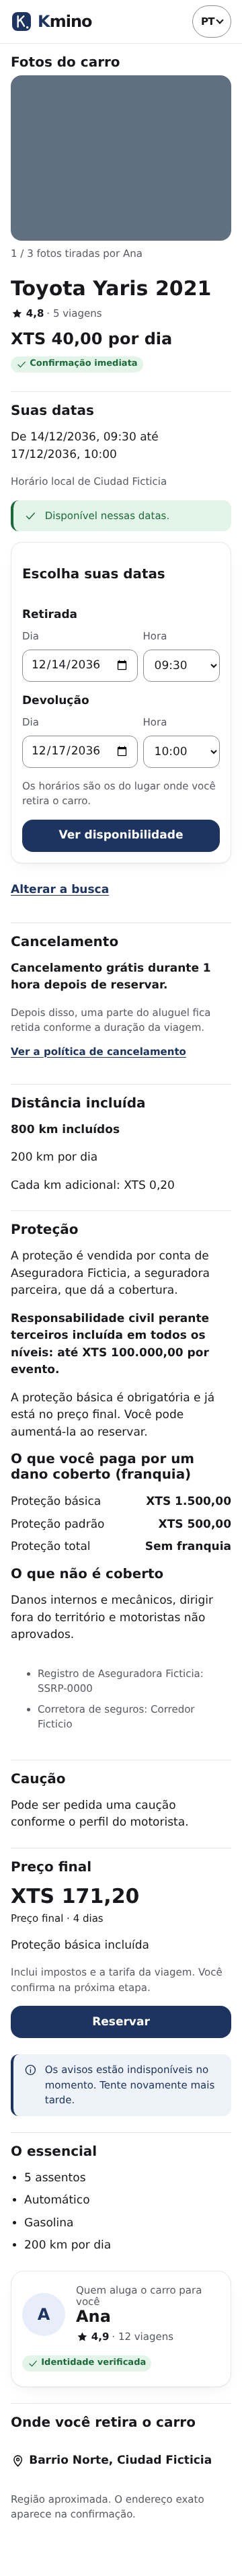 Kmino
PT
Fotos do carro
1 / 3 fotos tiradas por Ana
Toyota Yaris 2021
★ 4,8 · 5 viagens
XTS 40,00 por dia
Confirmação imediata
Suas datas
De 14/12/2036, 09:30 até
17/12/2036, 10:00
Horário local de Ciudad Ficticia
Disponível nessas datas.
Escolha suas datas
Retirada
Dia Hora
12/14/2036 09:30
Devolução
Dia Hora
12/17/2036 10:00
Os horários são os do lugar onde você
retira o carro.
Ver disponibilidade
Alterar a busca
Cancelamento
Cancelamento grátis durante 1
hora depois de reservar.
Depois disso, uma parte do aluguel fica
retida conforme a duração da viagem.
Ver a política de cancelamento
Distância incluída
800 km incluídos
200 km por dia
Cada km adicional: XTS 0,20
Proteção
A proteção é vendida por conta de
Aseguradora Ficticia, a seguradora
parceira, que dá a cobertura.
Responsabilidade civil perante
terceiros incluída em todos os
níveis: até XTS 100.000,00 por
evento.
A proteção básica é obrigatória e já
está no preço final. Você pode
aumentá-la ao reservar.
O que você paga por um
dano coberto (franquia)
Proteção básica XTS 1.500,00
Proteção padrão XTS 500,00
Proteção total Sem franquia
O que não é coberto
Danos internos e mecânicos, dirigir
fora do território e motoristas não
aprovados.
• Registro de Aseguradora Ficticia:
SSRP-0000
• Corretora de seguros: Corredor
Ficticio
Caução
Pode ser pedida uma caução
conforme o perfil do motorista.
Preço final
XTS 171,20
Preço final · 4 dias
Proteção básica incluída
Inclui impostos e a tarifa da viagem. Você
confirma na próxima etapa.
Reservar
Os avisos estão indisponíveis no
momento. Tente novamente mais
tarde.
O essencial
• 5 assentos
• Automático
• Gasolina
• 200 km por dia
A
Quem aluga o carro para
você
Ana
★ 4,9 · 12 viagens
Identidade verificada
Onde você retira o carro
Barrio Norte, Ciudad Ficticia
Região aproximada. O endereço exato
aparece na confirmação.